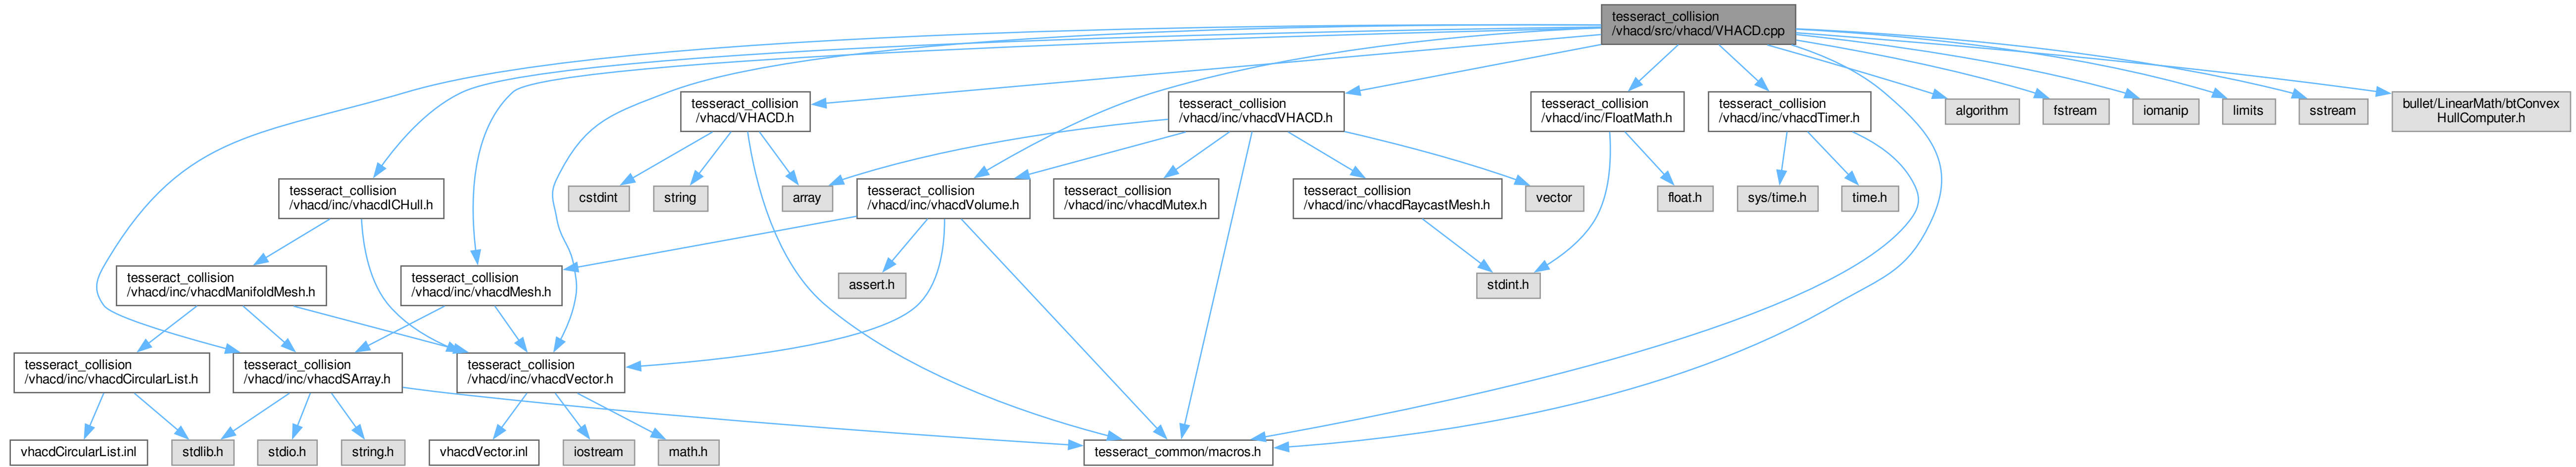 tesseract_collision
/vhacd/src/vhacd/VHACD.cpp
tesseract_collision
/vhacd/VHACD.h
tesseract_collision
/vhacd/inc/vhacdVHACD.h
tesseract_collision
/vhacd/inc/FloatMath.h
tesseract_collision
/vhacd/inc/vhacdTimer.h
algorithm
fstream
iomanip
limits
sstream
bullet/LinearMath/btConvex
HullComputer.h
tesseract_collision
/vhacd/inc/vhacdICHull.h
cstdint
string
array
tesseract_collision
/vhacd/inc/vhacdVolume.h
tesseract_collision
/vhacd/inc/vhacdMutex.h
tesseract_collision
/vhacd/inc/vhacdRaycastMesh.h
vector
float.h
sys/time.h
time.h
tesseract_collision
/vhacd/inc/vhacdManifoldMesh.h
tesseract_collision
/vhacd/inc/vhacdMesh.h
assert.h
stdint.h
tesseract_collision
/vhacd/inc/vhacdCircularList.h
tesseract_collision
/vhacd/inc/vhacdSArray.h
tesseract_collision
/vhacd/inc/vhacdVector.h
vhacdCircularList.inl
stdlib.h
stdio.h
string.h
vhacdVector.inl
iostream
math.h
tesseract_common/macros.h